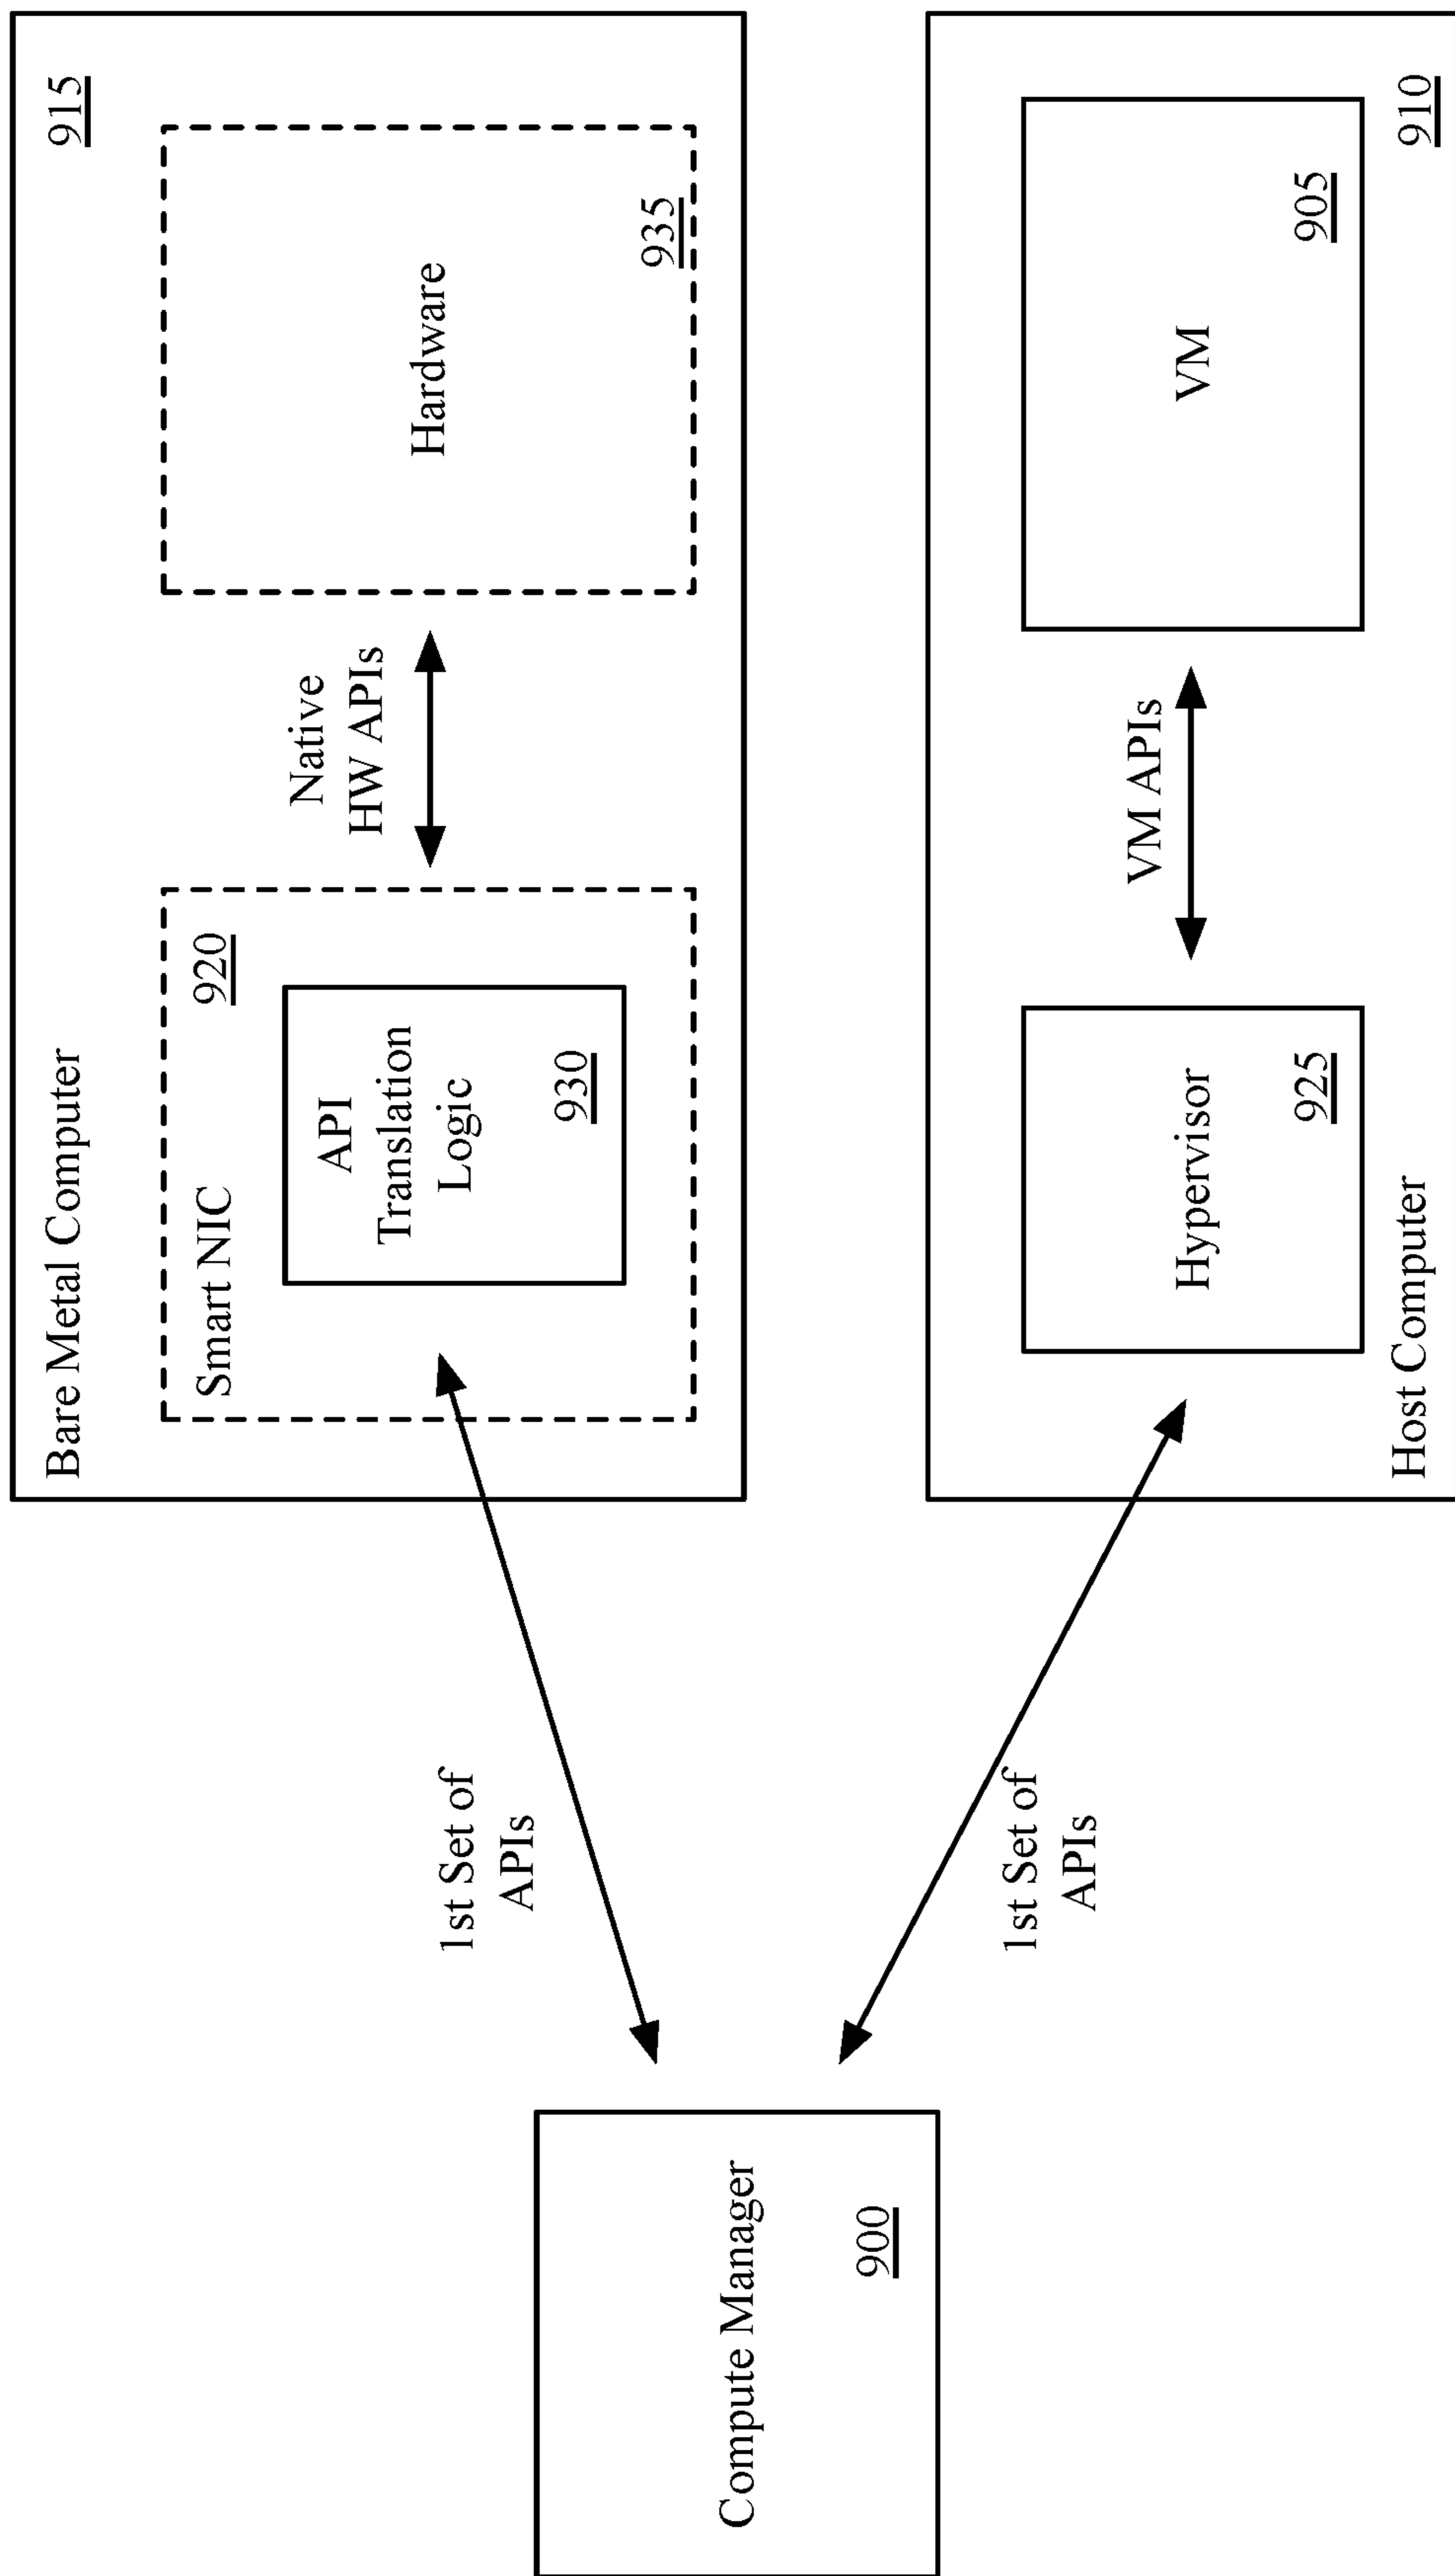 Bare Metal Computer
915
Smart NIC
920
API
Translation
Logic
930
Native
HW APIs
Hardware
935
1st Set of
APIs
Compute Manager
900
1st Set of
APIs
Hypervisor
925
VM APIs
VM
905
Host Computer
910